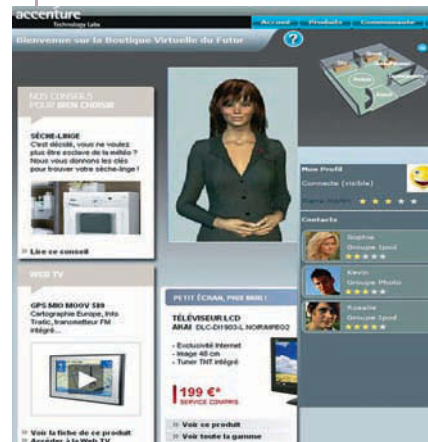 accenture
Technology Labs
Accueil Produits Communauté
Bienvenue sur la Boutique Virtuelle du Futur
?
NOS CONSEILS
POUR BIEN CHOISIR
SÈCHE-LINGE
C'est décidé, vous ne voulez
plus être esclave de la météo ?
Nous vous donnons les clés
pour trouver votre sèche-linge !
» Lire ce conseil
WEB TV
GPS MIO MOOV 580
Cartographie Europe, Info
Trafic, transmetteur FM
intégré...
» Voir la fiche de ce produit
» Accéder à la Web TV
PETIT ÉCRAN, PRIX MINI !
TÉLÉVISEUR LCD
AKAI DLC-DI1903-L NOIR/MPEG2
- Exclusivité Internet
- Image 48 cm
- Tuner TNT intégré
199 €*
SERVICE COMPRIS
» Voir ce produit
» Voir toute la gamme
Mon Profil
Connecté (visible)
Contacts
Sophie
Groupe Ipod
Kevin
Groupe Photo
Rosalie
Groupe Ipod